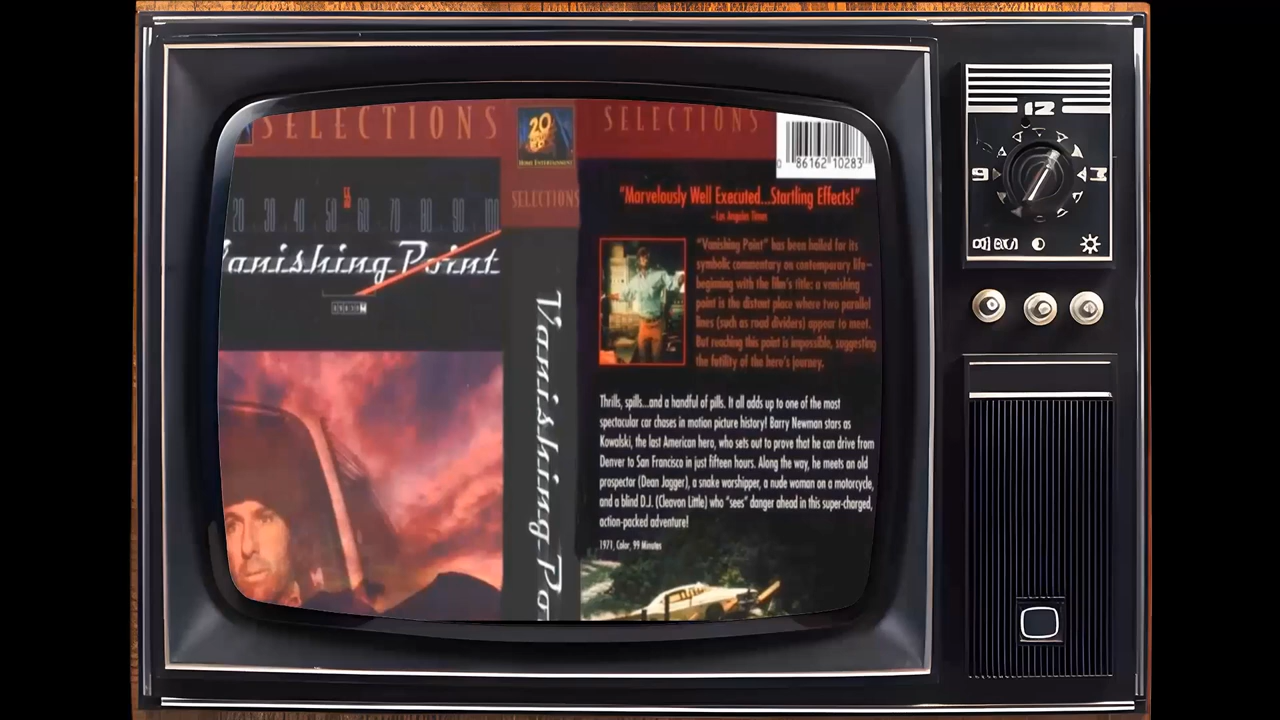 SELECTIONS
20 30 40 50 55 60 70 80 90 100
Vanishing Point
20
HOME ENTERTAINMENT
SELECTIONS
Vanishing Po
SELECTIONS
86162 10283
"Marvelously Well Executed...Startling Effects!"
–Los Angeles Times
"Vanishing Point" has been hailed for its
symbolic commentary on contemporary life–
beginning with the film's title: a vanishing
point is the distant place where two parallel
lines (such as road dividers) appear to meet.
But reaching this point is impossible, suggesting
the futility of the hero's journey.
Thrills, spills...and a handful of pills. It all adds up to one of the most
spectacular car chases in motion picture history! Barry Newman stars as
Kowalski, the last American hero, who sets out to prove that he can drive from
Denver to San Francisco in just fifteen hours. Along the way, he meets an old
prospector (Dean Jagger), a snake worshipper, a nude woman on a motorcycle,
and a blind D.J. (Cleavon Little) who "sees" danger ahead in this super-charged,
action-packed adventure!
1971, Color, 99 Minutes
12
9